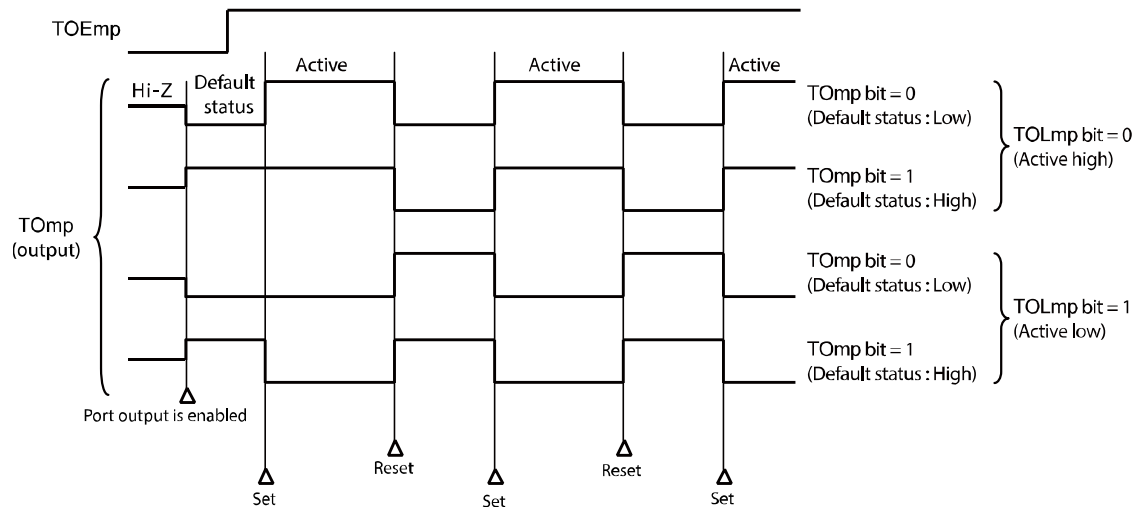 TOEmp
Active
Active
Active
Hi-Z
Default
status
TOmp bit = 0
(Default status : Low)
TOLmp bit = 0
(Active high)
TOmp bit = 1
(Default status : High)
TOmp
(output)
TOmp bit = 0
(Default status : Low)
TOLmp bit = 1
(Active low)
TOmp bit = 1
(Default status : High)
Port output is enabled
Reset
Reset
Set
Set
Set